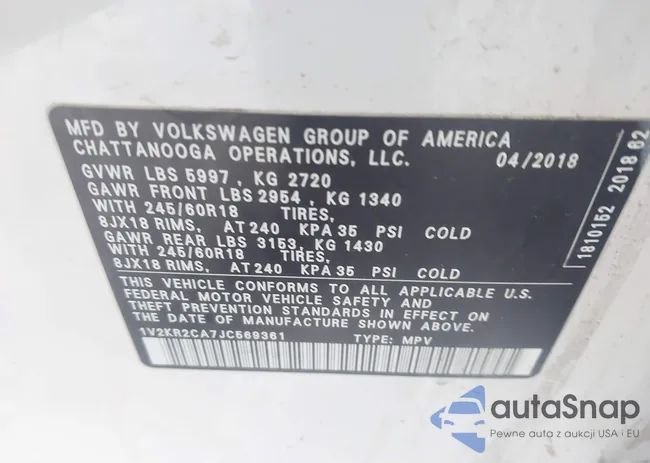 MFD BY VOLKSWAGEN GROUP OF AMERICA
CHATTANOOGA OPERATIONS, LLC. 04/2018
GVWR LBS 5997 , KG 2720
GAWR FRONT LBS 2954 , KG 1340
WITH 245/60R18 TIRES,
8JX18 RIMS, AT 240 KPA 35 PSI COLD
GAWR REAR LBS 3153, KG 1430
WITH 245/60R18 TIRES,
8JX18 RIMS, AT 240 KPA 35 PSI COLD
THIS VEHICLE CONFORMS TO ALL APPLICABLE U.S.
FEDERAL MOTOR VEHICLE SAFETY AND
THEFT PREVENTION STANDARDS IN EFFECT ON
THE DATE OF MANUFACTURE SHOWN ABOVE.
1V2KR2CA7JC569361 TYPE: MPV
1810152 2018 82
autaSnap
Pewne auta z aukcji USA i EU